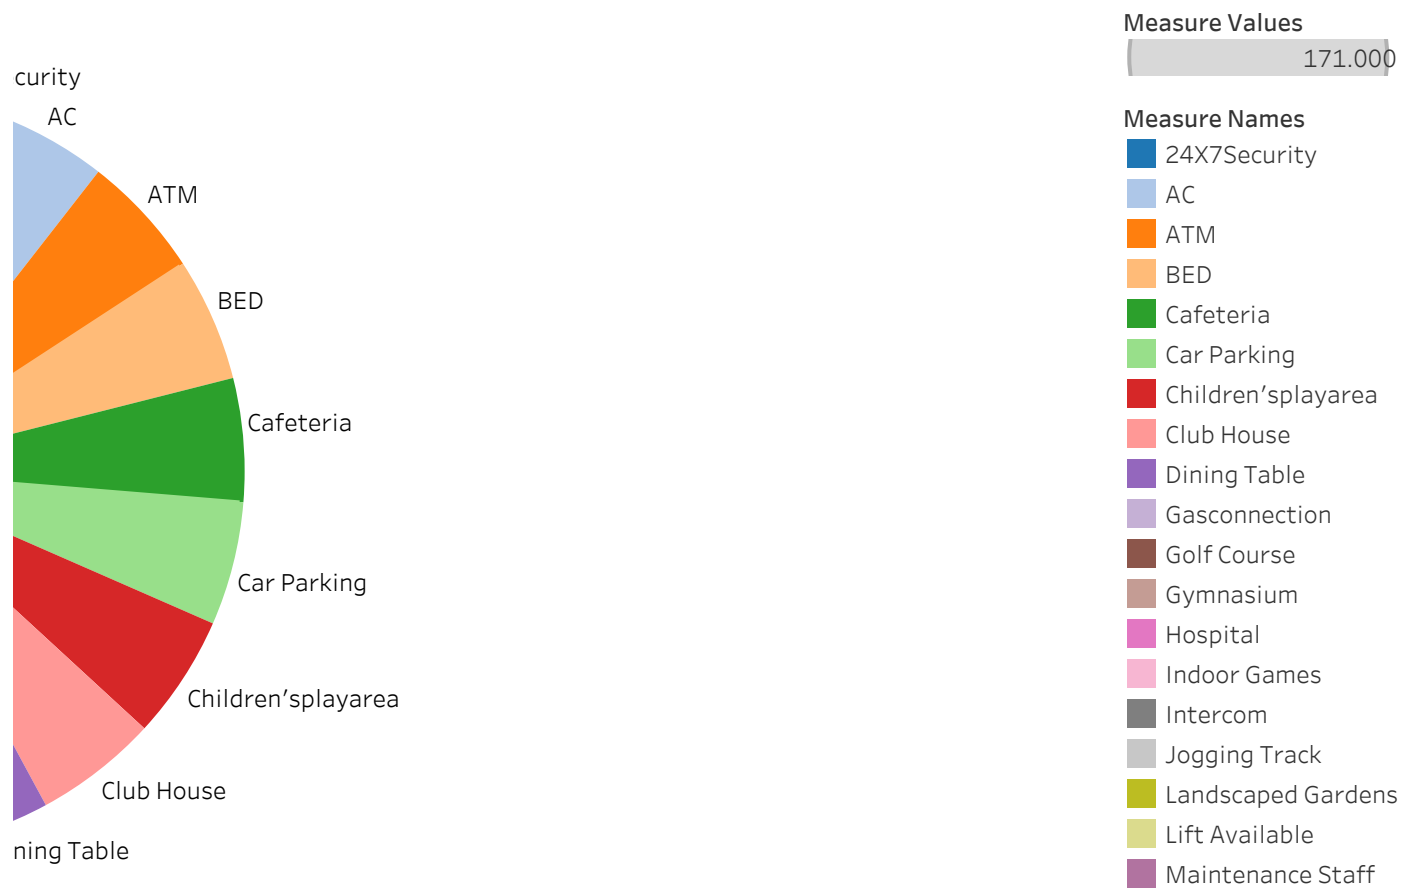 curity
AC
ATM
BED
Cafeteria
Car Parking
Children'splayarea
Club House
ning Table
Measure Values
171.000
Measure Names
24X7Security
AC
ATM
BED
Cafeteria
Car Parking
Children'splayarea
Club House
Dining Table
Gasconnection
Golf Course
Gymnasium
Hospital
Indoor Games
Intercom
Jogging Track
Landscaped Gardens
Lift Available
Maintenance Staff